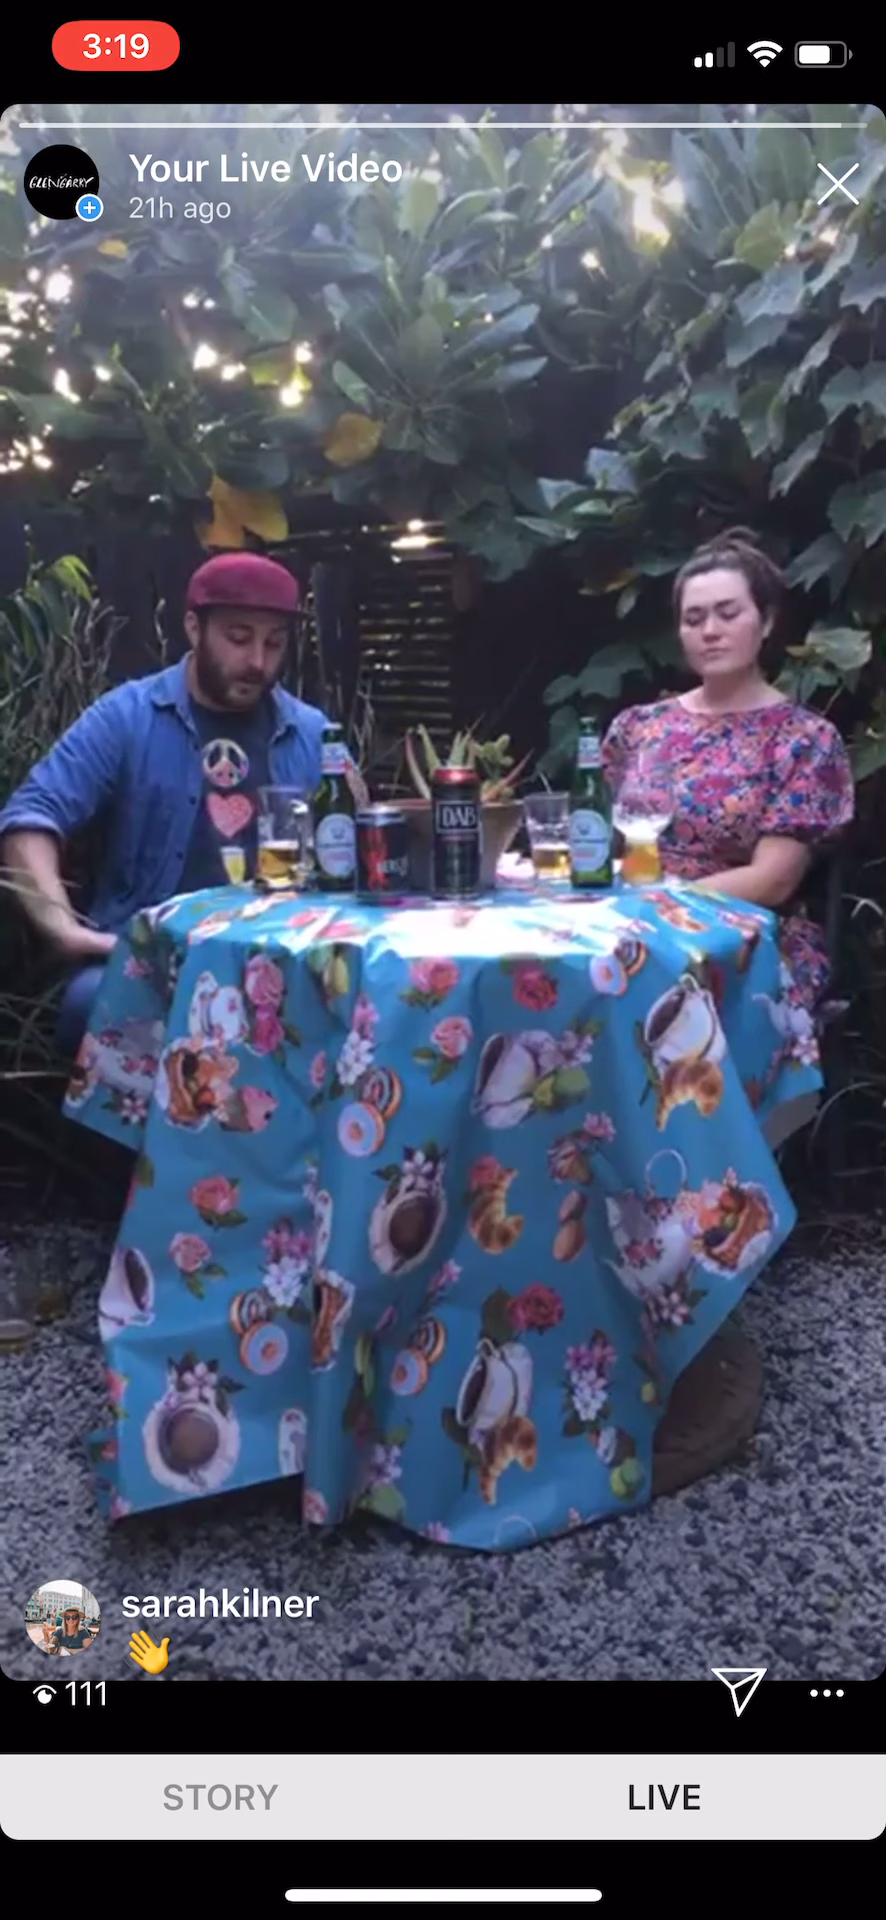 3:19
GLENGARRY
Your Live Video
21h ago
DAB
sarahkilner
👋
111
STORY
LIVE